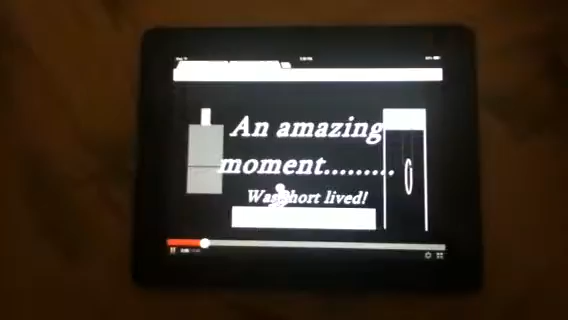 An amazing
moment.........
Was short lived!